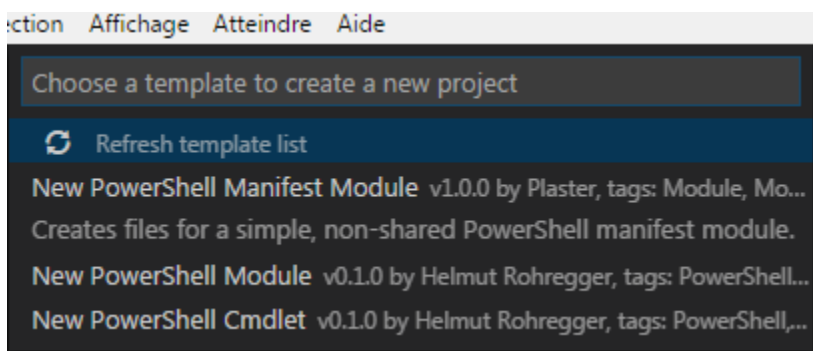 ction Affichage Atteindre Aide
Choose a template to create a new project
Refresh template list
New PowerShell Manifest Module v1.0.0 by Plaster, tags: Module, Mo...
Creates files for a simple, non-shared PowerShell manifest module.
New PowerShell Module v0.1.0 by Helmut Rohregger, tags: PowerShell...
New PowerShell Cmdlet v0.1.0 by Helmut Rohregger, tags: PowerShell,...